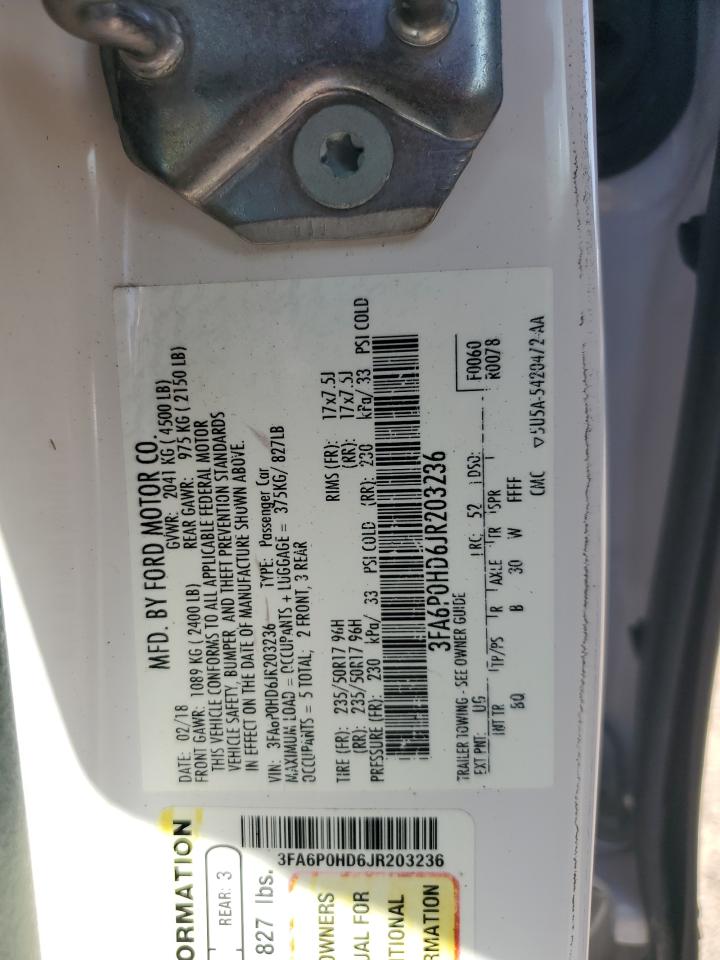 MFD. BY FORD MOTOR CO.
DATE: 02/18 GVWR: 2041 KG ( 4500 LB)
FRONT GAWR: 1089 KG ( 2400 LB) REAR GAWR: 975 KG ( 2150 LB)
THIS VEHICLE CONFORMS TO ALL APPLICABLE FEDERAL MOTOR
VEHICLE SAFETY, BUMPER, AND THEFT PREVENTION STANDARDS
IN EFFECT ON THE DATE OF MANUFACTURE SHOWN ABOVE.
VIN: 3FA6P0HD6JR203236 TYPE: Passenger Car
MAXIMUM LOAD = OCCUPANTS + LUGGAGE = 375KG/ 827LB
OCCUPANTS = 5 TOTAL; 2 FRONT, 3 REAR
TIRE (FR): 235/50R17 96H RIMS (FR): 17x7.5J
(RR): 235/50R17 96H (RR): 17x7.5J
PRESSURE (FR): 230 kPa/ 33 PSI COLD (RR): 230 kPa/ 33 PSI COLD
3FA6P0HD6JR203236
TRAILER TOWING - SEE OWNER GUIDE
F0060
R0078
EXT PNT: UG RC: 52 DSO:
INT TR TP/PS R AXLE TR SPR
BQ B 30 W FFFF
CMC ▽5U5A-5420472-AA
3FA6P0HD6JR203236
ORMATION
REAR: 3
827 lbs.
OWNERS
UAL FOR
ITIONAL
RMATION